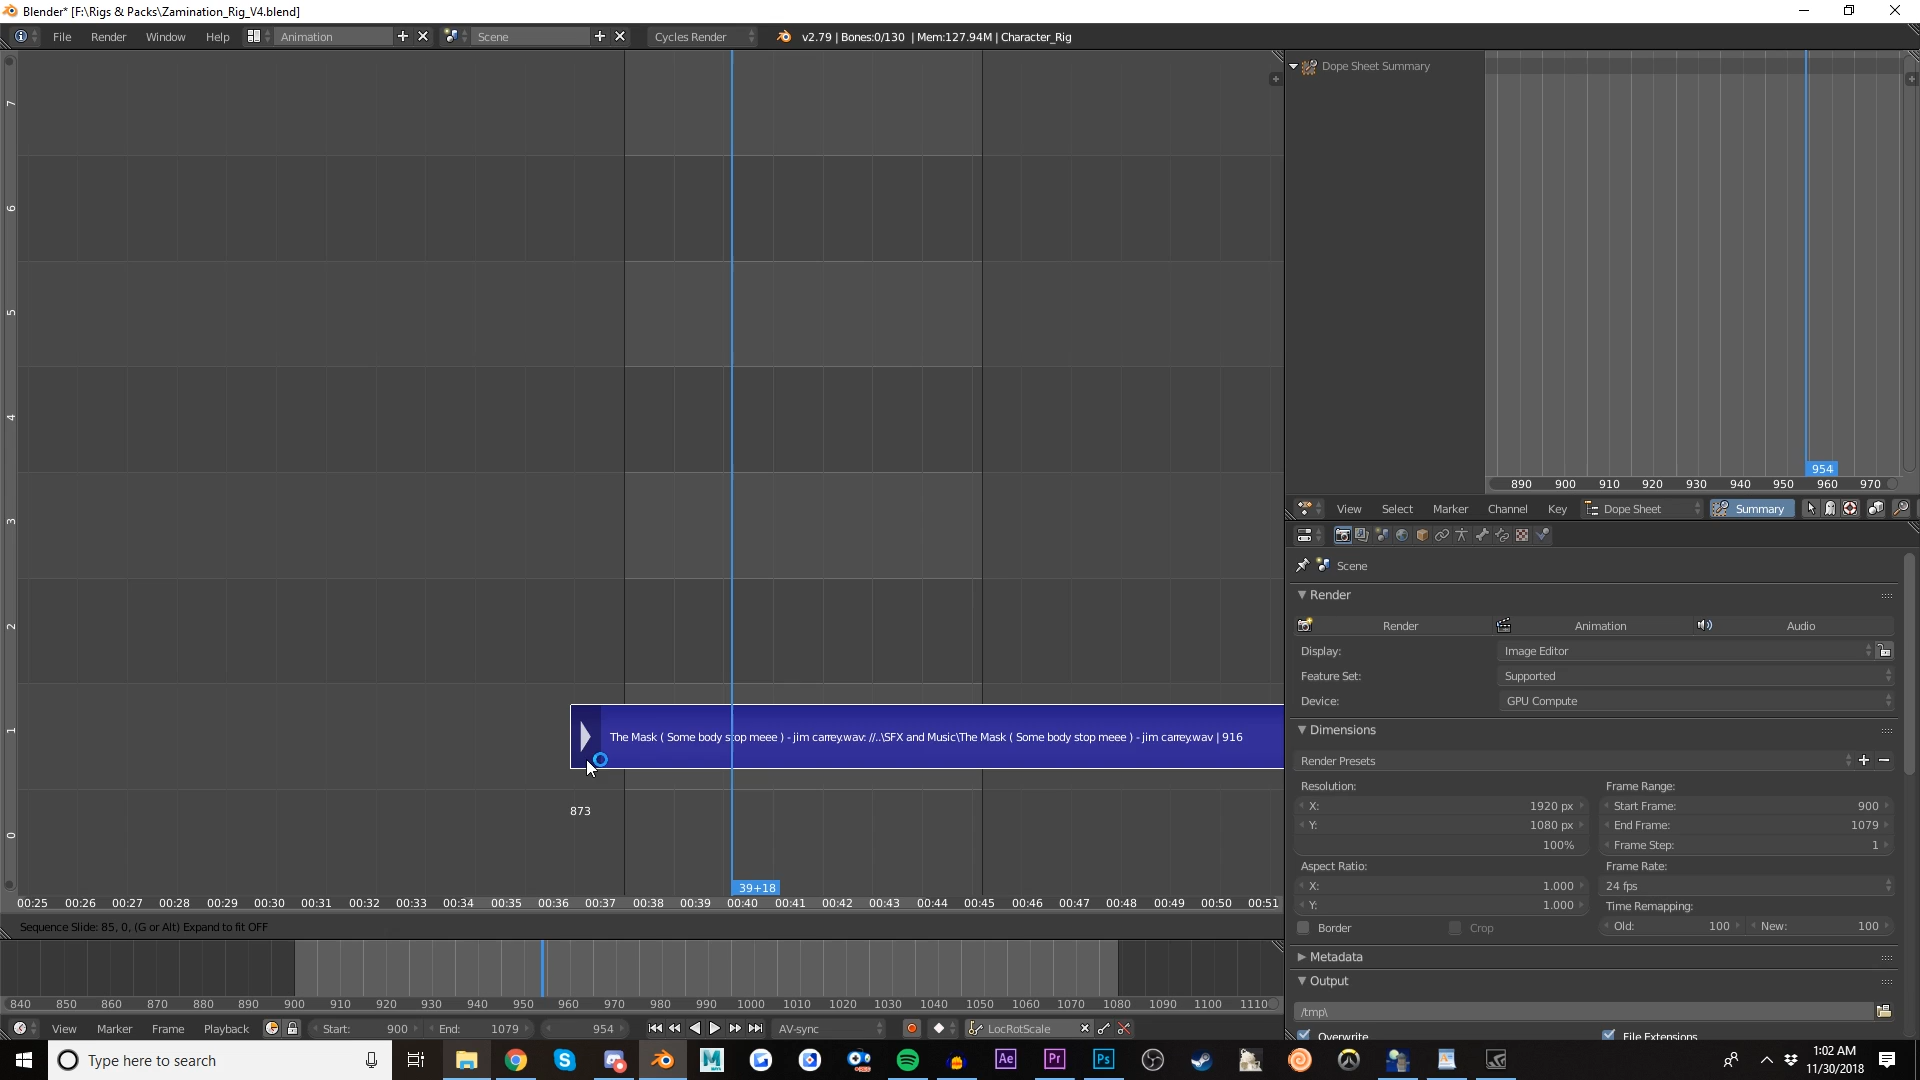 Blender* [F:\Rigs & Packs\Zamination_Rig_V4.blend]
File Render Window Help Animation Scene Cycles Render v2.79 | Bones:0/130 | Mem:127.94M | Character_Rig
Dope Sheet Summary
7
6
5
4
3
2
1
0
954
890 900 910 920 930 940 950 960 970
View Select Marker Channel Key Dope Sheet Summary
Scene
Render
Render Animation Audio
Display: Image Editor
Feature Set: Supported
Device: GPU Compute
Dimensions
Render Presets
Resolution: Frame Range:
X: 1920 px Start Frame: 900
Y: 1080 px End Frame: 1079
100% Frame Step: 1
Aspect Ratio: Frame Rate:
X: 1.000 24 fps
Y: 1.000 Time Remapping:
Border Crop Old: 100 New: 100
Metadata
Output
/tmp\
Overwrite File Extensions
The Mask ( Some body stop meee ) - jim carrey.wav: //..\SFX and Music\The Mask ( Some body stop meee ) - jim carrey.wav | 916
873
39+18
00:25 00:26 00:27 00:28 00:29 00:30 00:31 00:32 00:33 00:34 00:35 00:36 00:37 00:38 00:39 00:40 00:41 00:42 00:43 00:44 00:45 00:46 00:47 00:48 00:49 00:50 00:51
Sequence Slide: 85, 0, (G or Alt) Expand to fit OFF
840 850 860 870 880 890 900 910 920 930 940 950 960 970 980 990 1000 1010 1020 1030 1040 1050 1060 1070 1080 1090 1100 1110
View Marker Frame Playback Start: 900 End: 1079 954 AV-sync LocRotScale
Type here to search
Ae Pr Ps
1:02 AM
11/30/2018